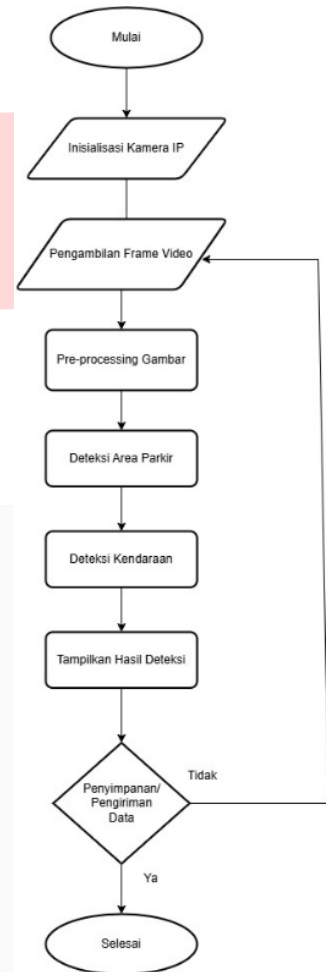 Mulai
Inisialisasi Kamera IP
Pengambilan Frame Video
Pre-processing Gambar
Deteksi Area Parkir
Deteksi Kendaraan
Tampilkan Hasil Deteksi
Tidak
Penyimpanan/
Pengiriman
Data
Ya
Selesai